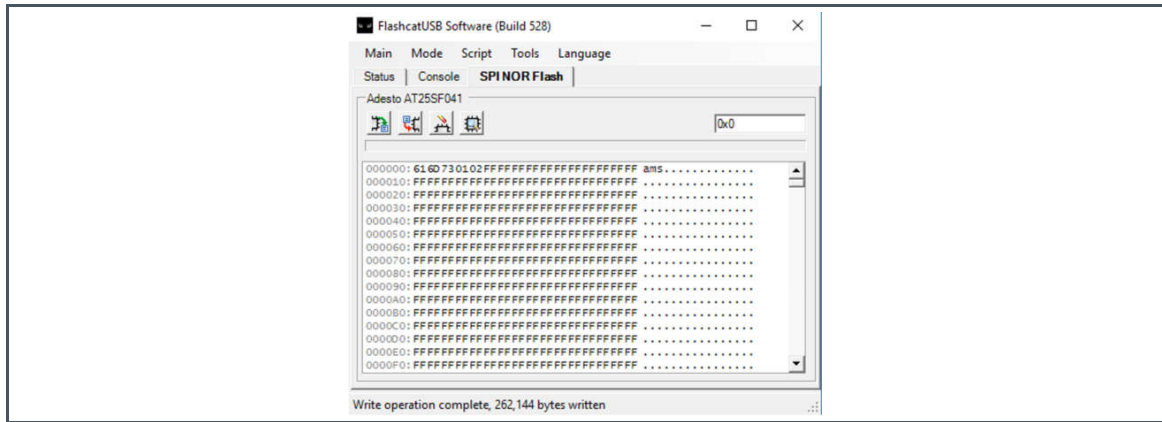 FlashcatUSB Software (Build 528)
Main Mode Script Tools Language
Status Console SPI NOR Flash
Adesto AT25SF041
0x0
000000: 616D730102FFFFFFFFFFFFFFFFFFFFFF ams.............
000010: FFFFFFFFFFFFFFFFFFFFFFFFFFFFFFFF ................
000020: FFFFFFFFFFFFFFFFFFFFFFFFFFFFFFFF ................
000030: FFFFFFFFFFFFFFFFFFFFFFFFFFFFFFFF ................
000040: FFFFFFFFFFFFFFFFFFFFFFFFFFFFFFFF ................
000050: FFFFFFFFFFFFFFFFFFFFFFFFFFFFFFFF ................
000060: FFFFFFFFFFFFFFFFFFFFFFFFFFFFFFFF ................
000070: FFFFFFFFFFFFFFFFFFFFFFFFFFFFFFFF ................
000080: FFFFFFFFFFFFFFFFFFFFFFFFFFFFFFFF ................
000090: FFFFFFFFFFFFFFFFFFFFFFFFFFFFFFFF ................
0000A0: FFFFFFFFFFFFFFFFFFFFFFFFFFFFFFFF ................
0000B0: FFFFFFFFFFFFFFFFFFFFFFFFFFFFFFFF ................
0000C0: FFFFFFFFFFFFFFFFFFFFFFFFFFFFFFFF ................
0000D0: FFFFFFFFFFFFFFFFFFFFFFFFFFFFFFFF ................
0000E0: FFFFFFFFFFFFFFFFFFFFFFFFFFFFFFFF ................
0000F0: FFFFFFFFFFFFFFFFFFFFFFFFFFFFFFFF ................
Write operation complete, 262,144 bytes written